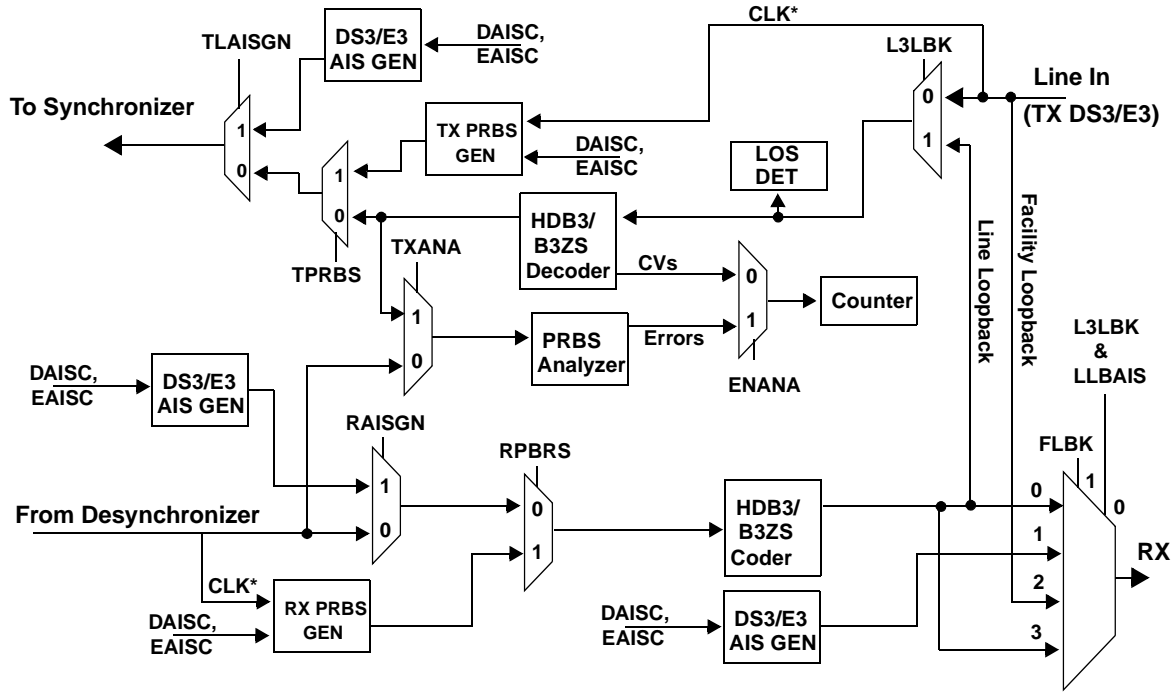 CLK*
TLAISGN
DS3/E3
AIS GEN
DAISC,
EAISC
L3LBK
Line In
(TX DS3/E3)
To Synchronizer
1
0
TX PRBS
GEN
DAISC,
EAISC
0
1
LOS
DET
1
0
TPRBS
HDB3/
B3ZS
Decoder
CVs
TXANA
1
0
PRBS
Analyzer
Errors
0
1
ENANA
Counter
Line Loopback
Facility Loopback
L3LBK
&
LLBAIS
DAISC,
EAISC
DS3/E3
AIS GEN
RAISGN
1
0
RPBRS
0
1
HDB3/
B3ZS
Coder
FLBK
1
0
0
1
2
3
RX
From Desynchronizer
CLK*
DAISC,
EAISC
RX PRBS
GEN
DAISC,
EAISC
DS3/E3
AIS GEN